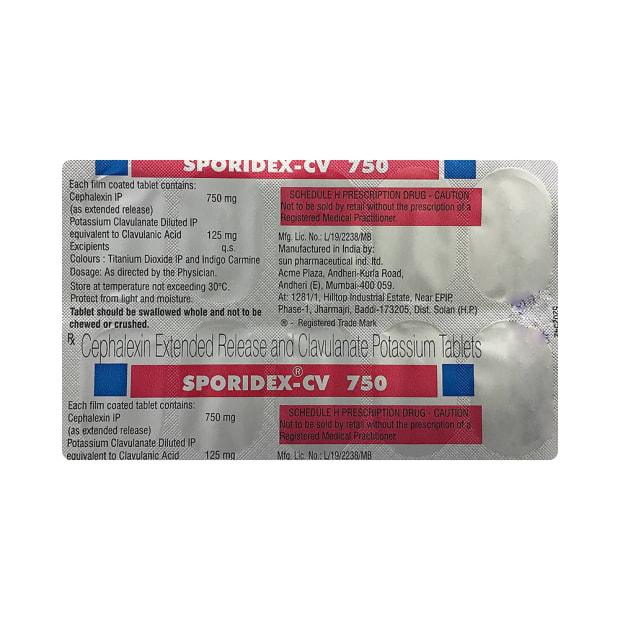 SPORIDEX-CV 750
Each film coated tablet contains:
Cephalexin IP 750 mg
(as extended release)
Potassium Clavulanate Diluted IP
equivalent to Clavulanic Acid 125 mg
Excipients q.s.
Colours : Titanium Dioxide IP and Indigo Carmine
Dosage: As directed by the Physician.
Store at temperature not exceeding 30°C.
Protect from light and moisture.
Tablet should be swallowed whole and not to be
chewed or crushed.
SCHEDULE H PRESCRIPTION DRUG - CAUTION
Not to be sold by retail without the prescription of a
Registered Medical Practitioner.
Mfg. Lic. No.: L/19/2238/MB
Manufactured in India by:
sun pharmaceutical ind. ltd.
Acme Plaza, Andheri-Kurla Road,
Andheri (E), Mumbai-400 059.
At: 1281/1, Hilltop Industrial Estate, Near EPIP,
Phase-1, Jharmajri, Baddi-173205, Dist. Solan (H.P.)
® - Registered Trade Mark
℞ Cephalexin Extended Release and Clavulanate Potassium Tablets
SPORIDEX®-CV 750
Each film coated tablet contains:
Cephalexin IP 750 mg
(as extended release)
Potassium Clavulanate Diluted IP
equivalent to Clavulanic Acid 125 mg
SCHEDULE H PRESCRIPTION DRUG - CAUTION
Not to be sold by retail without the prescription of a
Registered Medical Practitioner.
Mfg. Lic. No.: L/19/2238/MB